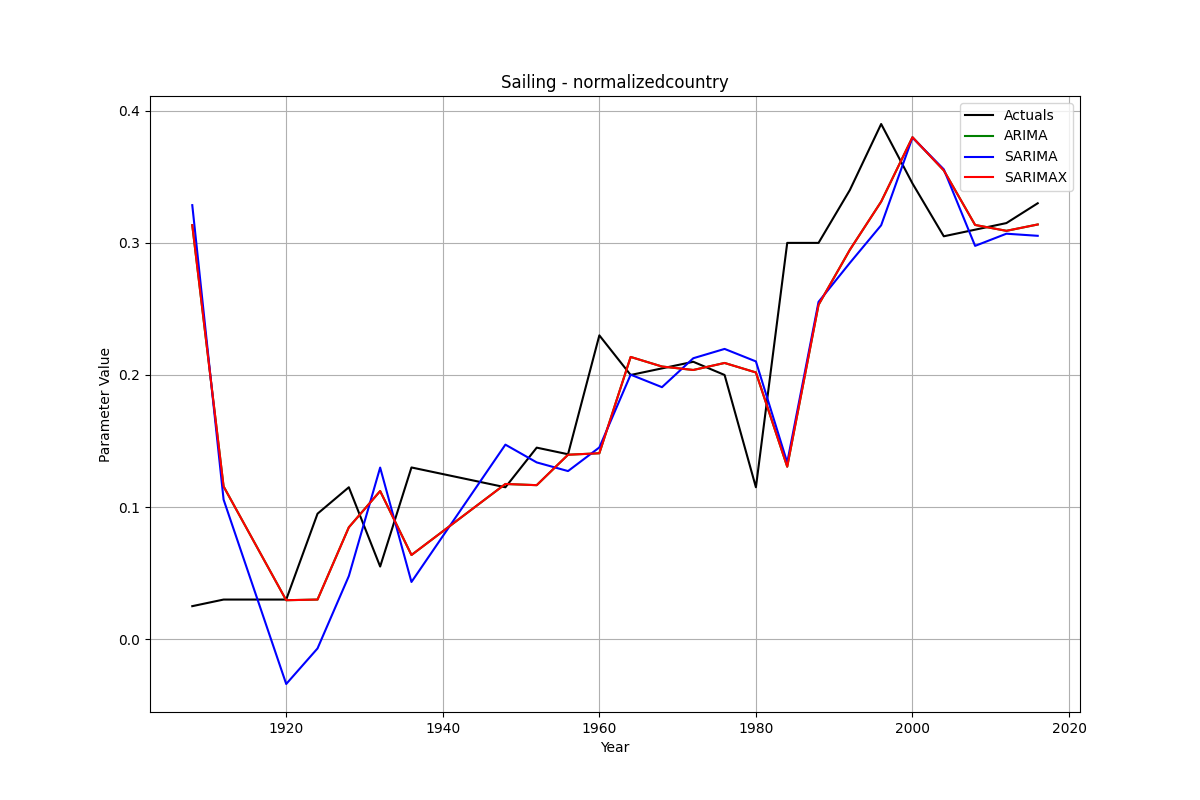 Sailing - normalizedcountry
Actuals
ARIMA
SARIMA
SARIMAX
Parameter Value
0.4
0.3
0.2
0.1
0.0
1920 1940 1960 1980 2000 2020
Year